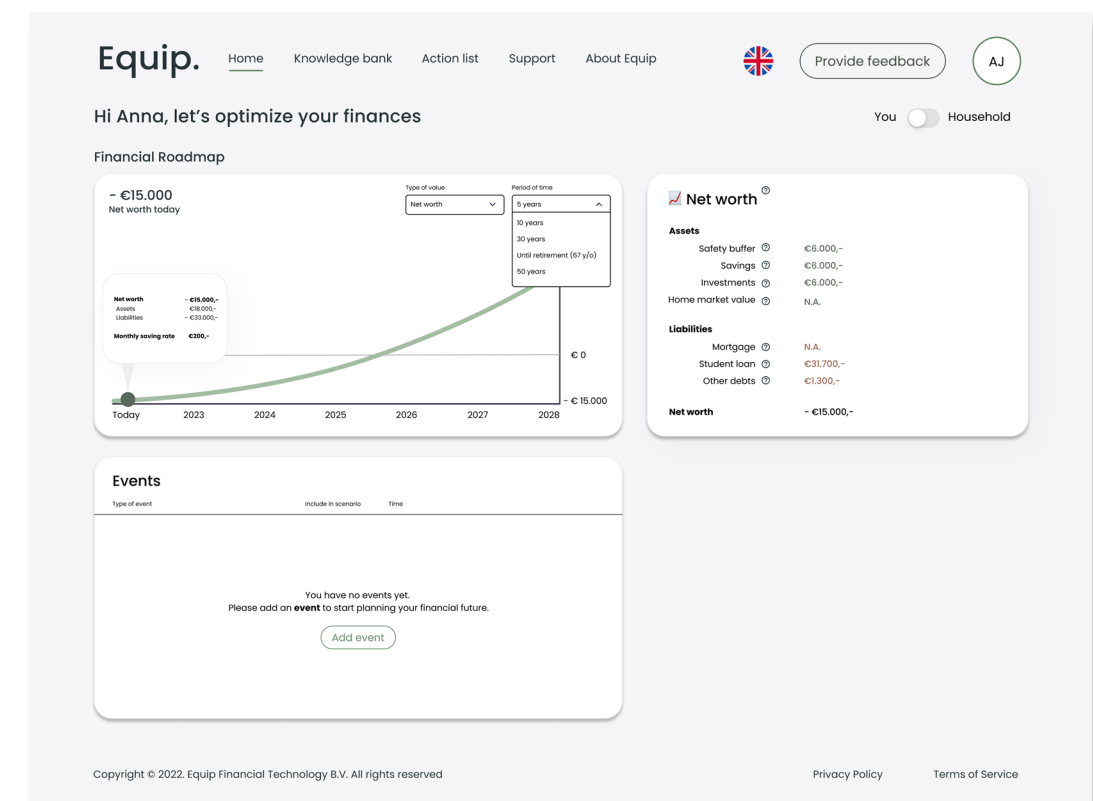 Equip. Home Knowledge bank Action list Support About Equip Provide feedback AJ
Hi Anna, let's optimize your finances
You Household
Financial Roadmap
- €15.000
Net worth today
Type of value
Net worth
Period of time
5 years
10 years
30 years
Until retirement (67 y/o)
50 years
Net worth - €15.000,-
Assets €18.000,-
Liabilities - €33.000,-
Monthly saving rate €200,-
€ 0
- € 15.000
Today 2023 2024 2025 2026 2027 2028
Net worth
Assets
Safety buffer €6.000,-
Savings €6.000,-
Investments €6.000,-
Home market value N.A.
Liabilities
Mortgage N.A.
Student loan €31.700,-
Other debts €1.300,-
Net worth - €15.000,-
Events
Type of event Include in scenario Time
You have no events yet.
Please add an event to start planning your financial future.
Add event
Copyright © 2022. Equip Financial Technology B.V. All rights reserved Privacy Policy Terms of Service